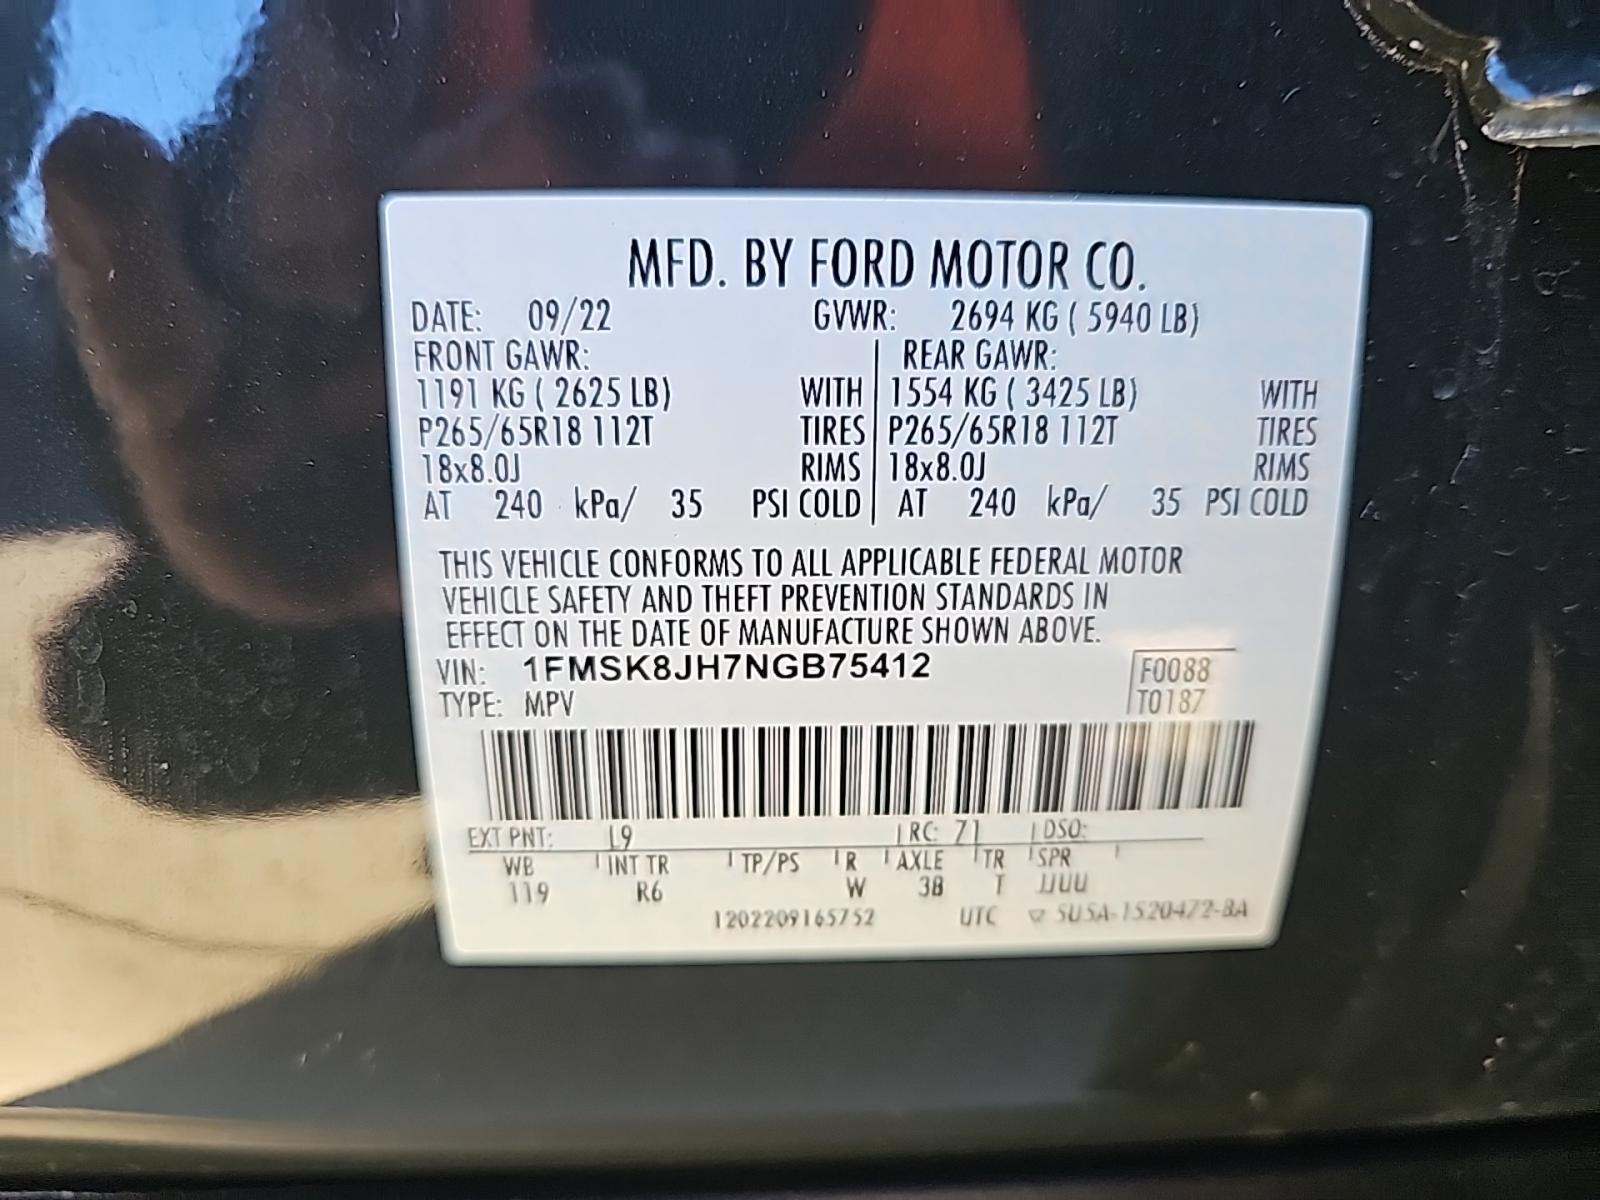 MFD. BY FORD MOTOR CO.
DATE: 09/22 GVWR: 2694 KG ( 5940 LB)
FRONT GAWR: REAR GAWR:
1191 KG ( 2625 LB) WITH 1554 KG ( 3425 LB) WITH
P265/65R18 112T TIRES P265/65R18 112T TIRES
18x8.0J RIMS 18x8.0J RIMS
AT 240 kPa/ 35 PSI COLD AT 240 kPa/ 35 PSI COLD
THIS VEHICLE CONFORMS TO ALL APPLICABLE FEDERAL MOTOR
VEHICLE SAFETY AND THEFT PREVENTION STANDARDS IN
EFFECT ON THE DATE OF MANUFACTURE SHOWN ABOVE.
VIN: 1FMSK8JH7NGB75412 F0088
TYPE: MPV T0187
EXT PNT: L9 RC: 71 DSO:
WB INT TR TP/PS R AXLE TR SPR
119 R6 W 3B T JJUU
1202209165752 UTC 5U5A-1520472-BA